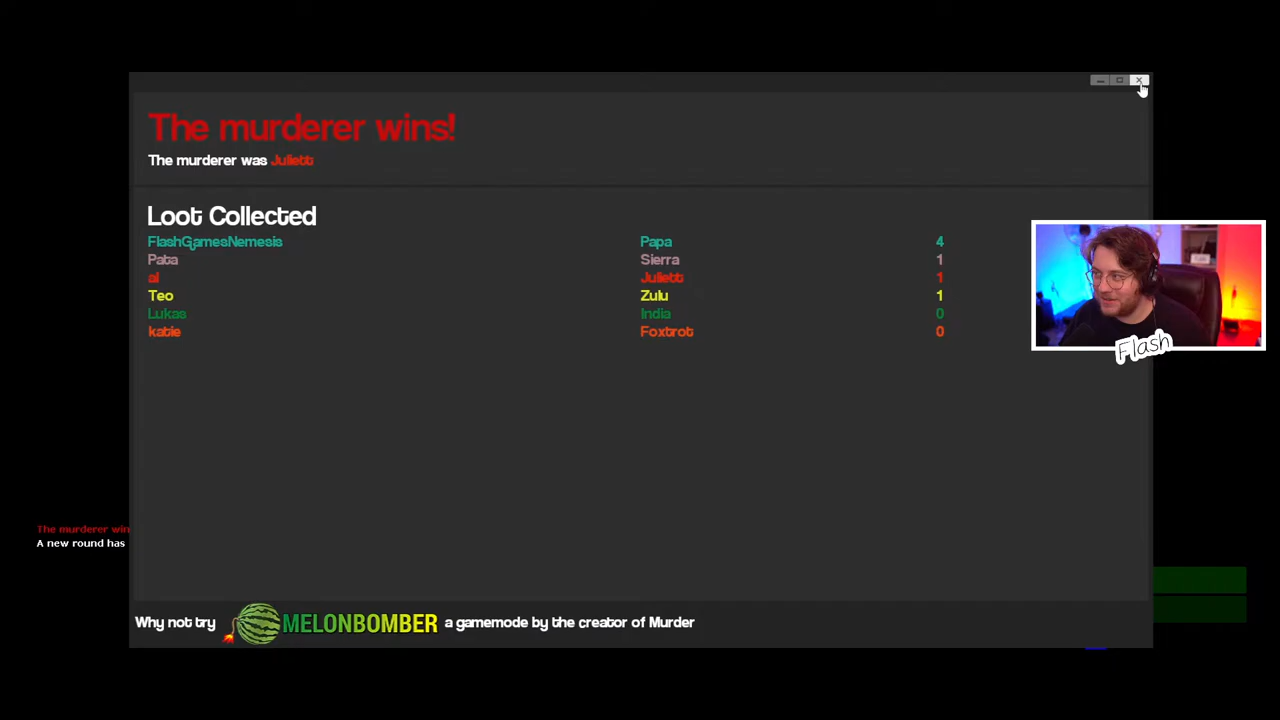 The murderer wins!
The murderer was Juliett
Loot Collected
FlashGamesNemesis Papa 4
Pata Sierra 1
al Juliett 1
Teo Zulu 1
Lukas India 0
katie Foxtrot 0
Flash
The murderer win
A new round has
Why not try MELONBOMBER a gamemode by the creator of Murder